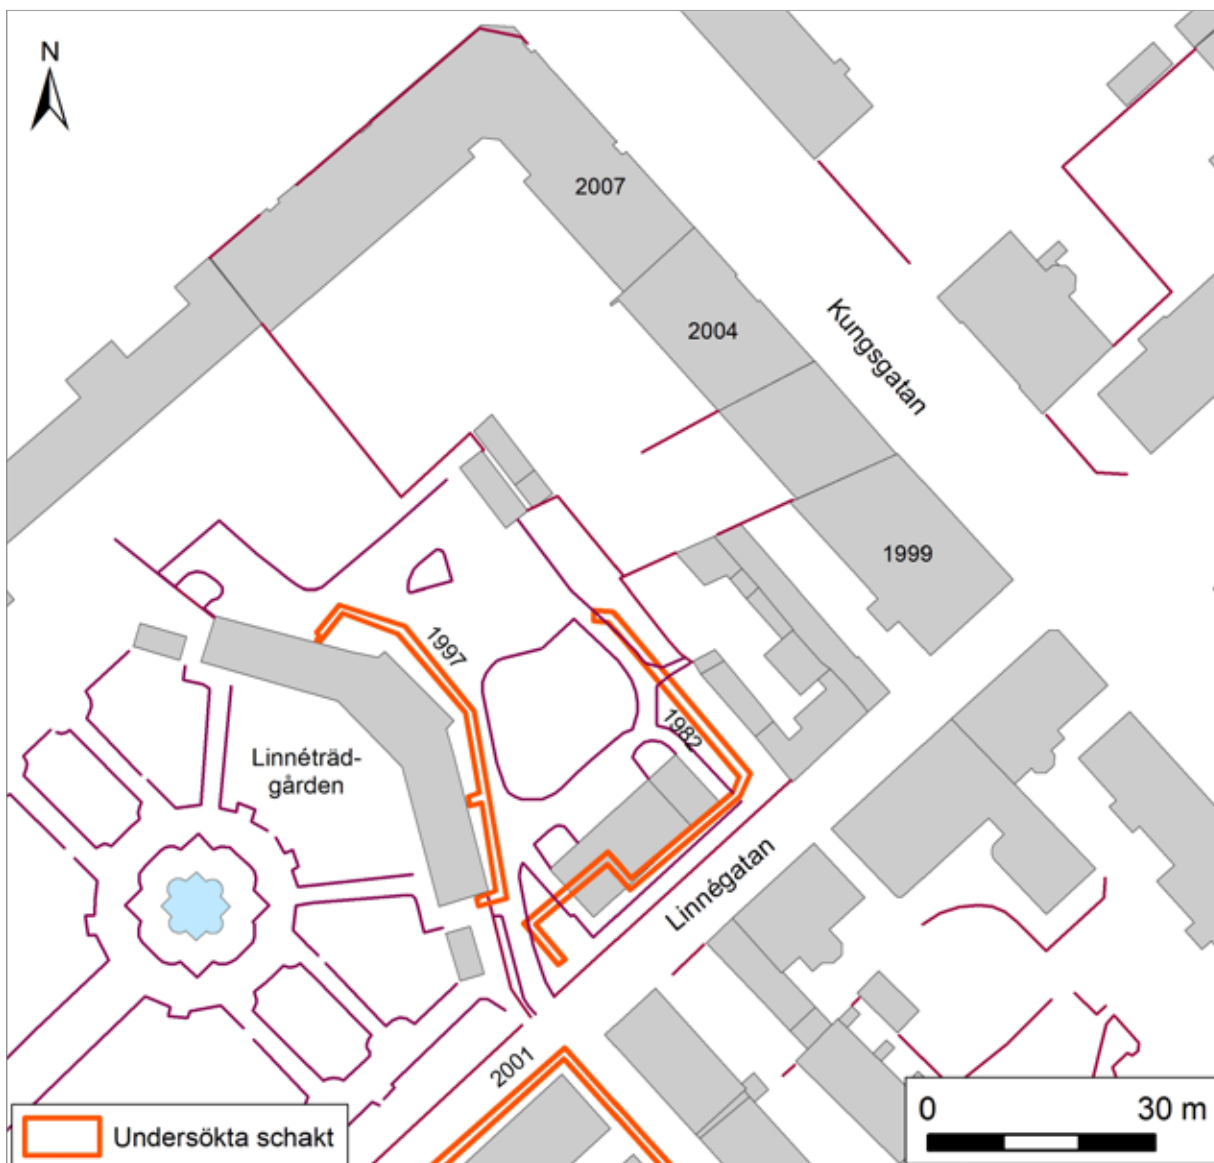 N
2007
2004
Kungsgatan
1999
1997
1982
Linnéträd-
gården
Linnégatan
2001
Undersökta schakt
0 30 m